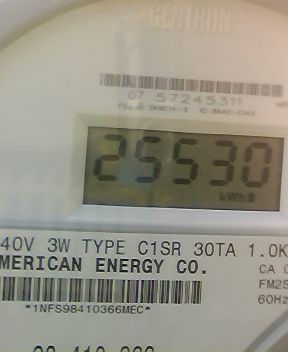 CENTRON
07 57245311
25530
kWh
40V 3W TYPE C1SR 30TA 1.0K
MERICAN ENERGY CO.
CA 0
FM2S
60Hz
*1NFS98410366MEC*